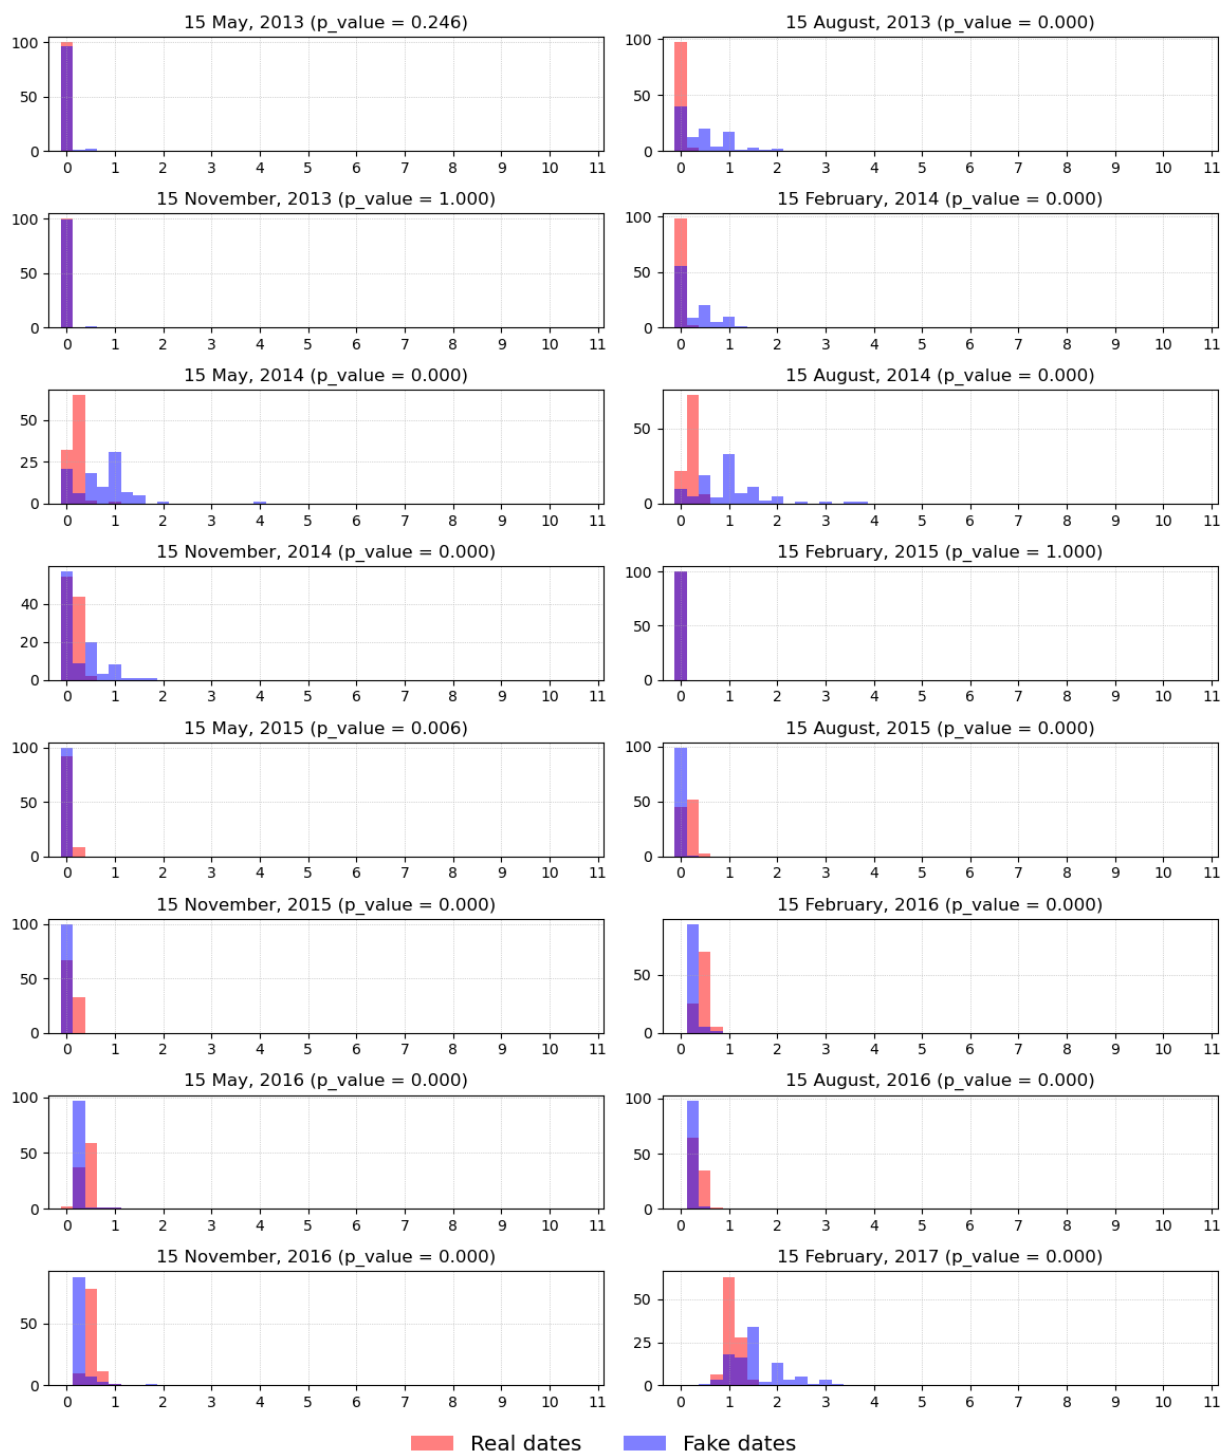 15 May, 2013 (p_value = 0.246)
100
50
0
0 1 2 3 4 5 6 7 8 9 10 11
15 August, 2013 (p_value = 0.000)
100
50
0
0 1 2 3 4 5 6 7 8 9 10 11
15 November, 2013 (p_value = 1.000)
100
50
0
0 1 2 3 4 5 6 7 8 9 10 11
15 February, 2014 (p_value = 0.000)
100
50
0
0 1 2 3 4 5 6 7 8 9 10 11
15 May, 2014 (p_value = 0.000)
50
25
0
0 1 2 3 4 5 6 7 8 9 10 11
15 August, 2014 (p_value = 0.000)
50
0
0 1 2 3 4 5 6 7 8 9 10 11
15 November, 2014 (p_value = 0.000)
40
20
0
0 1 2 3 4 5 6 7 8 9 10 11
15 February, 2015 (p_value = 1.000)
100
50
0
0 1 2 3 4 5 6 7 8 9 10 11
15 May, 2015 (p_value = 0.006)
100
50
0
0 1 2 3 4 5 6 7 8 9 10 11
15 August, 2015 (p_value = 0.000)
100
50
0
0 1 2 3 4 5 6 7 8 9 10 11
15 November, 2015 (p_value = 0.000)
100
50
0
0 1 2 3 4 5 6 7 8 9 10 11
15 February, 2016 (p_value = 0.000)
50
0
0 1 2 3 4 5 6 7 8 9 10 11
15 May, 2016 (p_value = 0.000)
100
50
0
0 1 2 3 4 5 6 7 8 9 10 11
15 August, 2016 (p_value = 0.000)
100
50
0
0 1 2 3 4 5 6 7 8 9 10 11
15 November, 2016 (p_value = 0.000)
50
0
0 1 2 3 4 5 6 7 8 9 10 11
15 February, 2017 (p_value = 0.000)
50
25
0
0 1 2 3 4 5 6 7 8 9 10 11
Real dates Fake dates